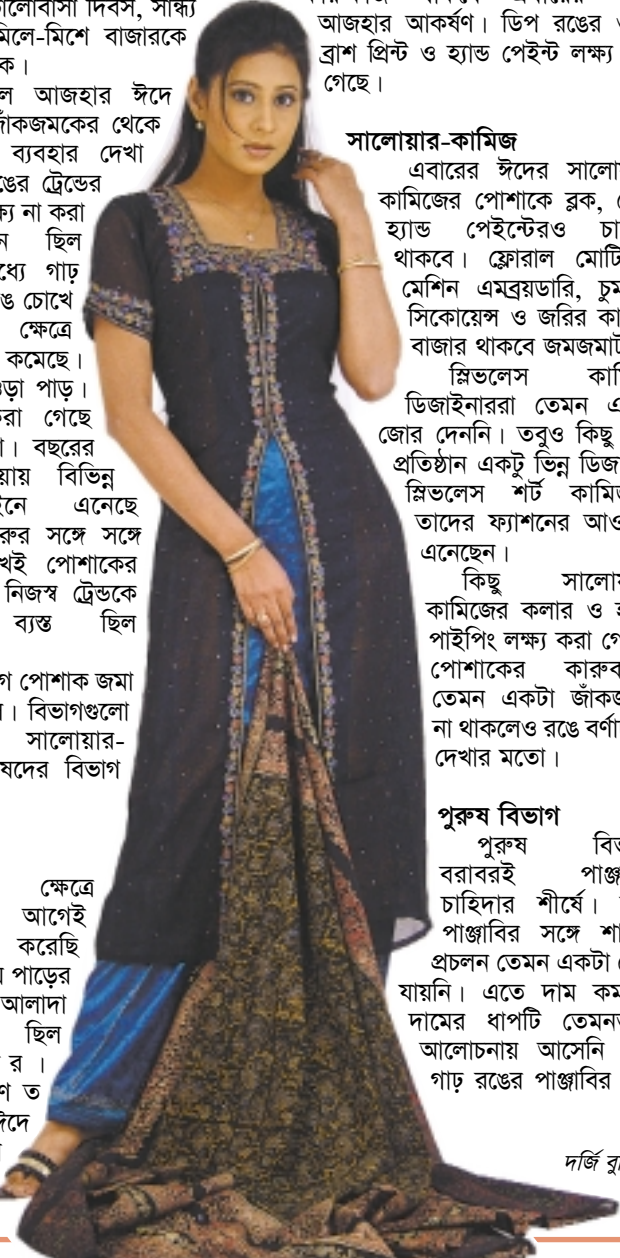 ালোবাসা দিবস, সান্ধ্য
মিলে-মিশে বাজারকে
ক।
ল আজহার ঈদে
জাঁকজমকের থেকে
ব্যবহার দেখা
ঙের ট্রেন্ডের
ক্ষ্য না করা
ন ছিল
ধ্যে গাঢ়
ঙ চোখে
ক্ষেত্রে
কমেছে।
ওড়া পাড়।
করা গেছে
া। বছরের
বিভিন্ন
ইনে এনেছে
রুর সঙ্গে সঙ্গে
খই পোশাকের
নিজস্ব ট্রেন্ডকে
ব্যস্ত ছিল
গ পোশাক জমা
া। বিভাগগুলো
সালোয়ার-
ষদের বিভাগ
ক্ষেত্রে
আগেই
করেছি
পাড়ের
আলাদা
ছিল
র।
ণ ত
ঈদে
আজহার আকর্ষণ। ডিপ রঙের
ব্রাশ প্রিন্ট ও হ্যান্ড পেইন্ট লক্ষ্য
গেছে।
সালোয়ার-কামিজ
এবারের ঈদের সালো
কামিজের পোশাকে ব্লক,
হ্যান্ড পেইন্টেরও চা
থাকবে। ফ্লোরাল মোটি
মেশিন এমব্রয়ডারি, চুম
সিকোয়েন্স ও জরির কা
বাজার থাকবে জমজমাট
স্লিভলেস কামি
ডিজাইনাররা তেমন এ
জোর দেননি। তবুও কিছু
প্রতিষ্ঠান একটু ভিন্ন ডিজ
স্লিভলেস শর্ট কামিজ
তাদের ফ্যাশনের আও
এনেছেন।
কিছু সালোয়
কামিজের কলার ও হ
পাইপিং লক্ষ্য করা গে
পোশাকের কারুক
তেমন একটা জাঁকজ
না থাকলেও রঙে বর্ণা
দেখার মতো।
পুরুষ বিভাগ
পুরুষ বিভ
বরাবরই পাঞ্জ
চাহিদার শীর্ষে।
পাঞ্জাবির সঙ্গে শা
প্রচলন তেমন একটা
যায়নি। এতে দাম কম
দামের ধাপটি তেমনভ
আলোচনায় আসেনি
গাঢ় রঙের পাঞ্জাবির
দর্জি বু